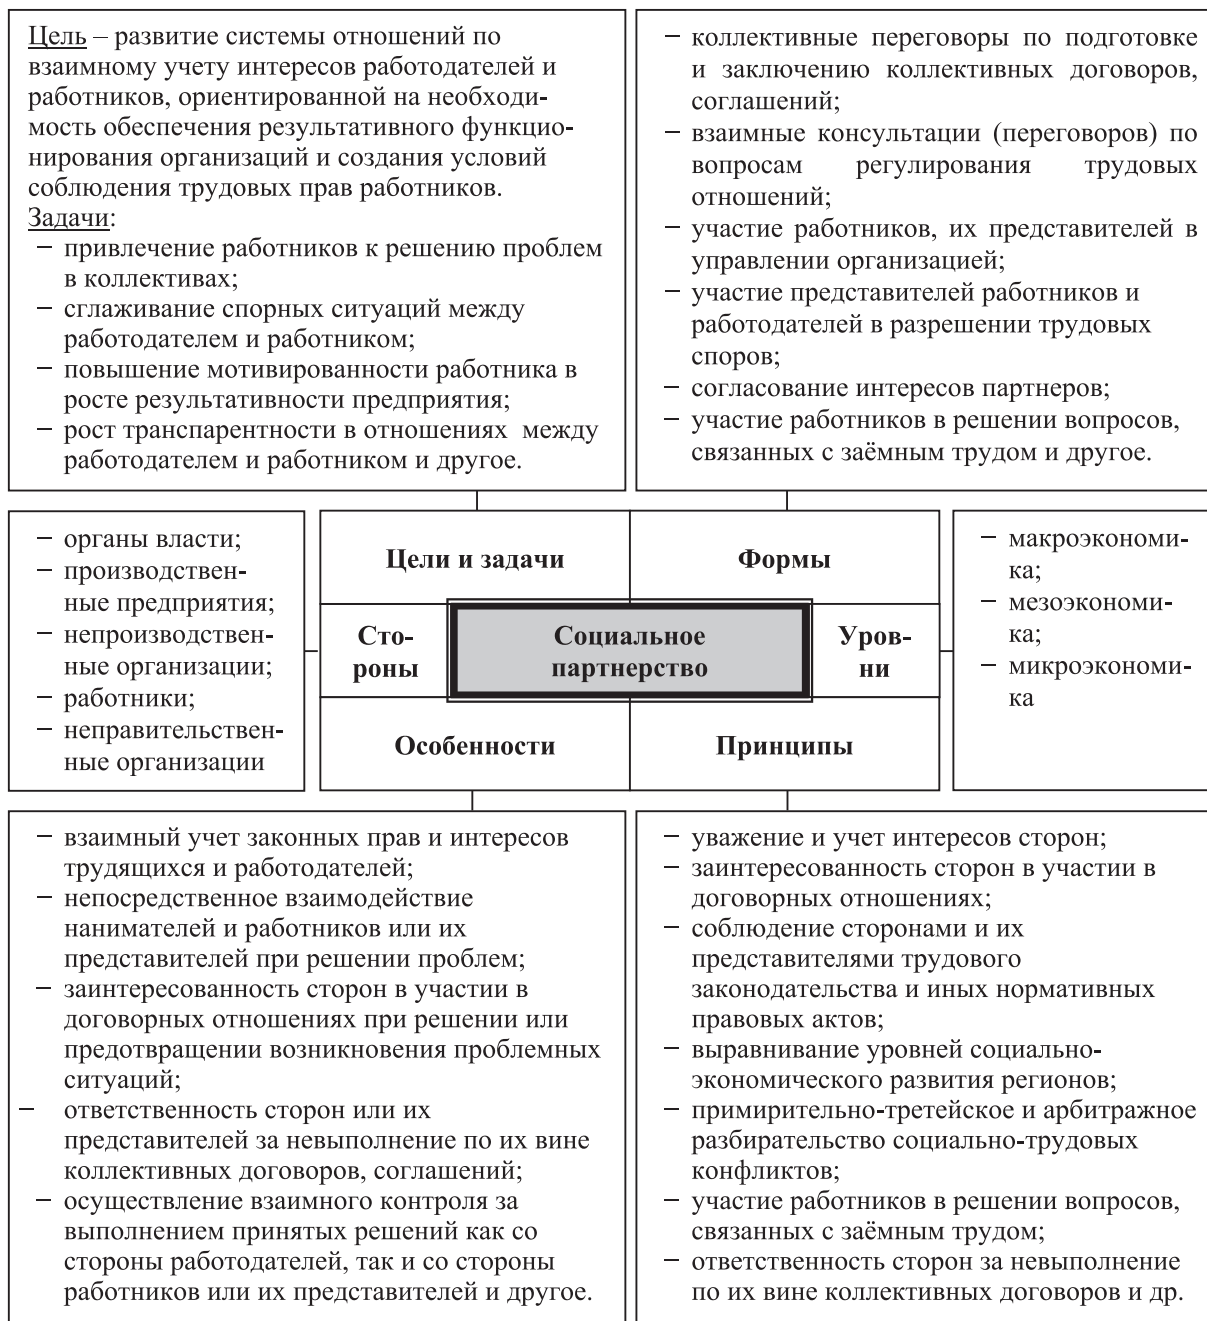 Цель – развитие системы отношений по
взаимному учету интересов работодателей и
работников, ориентированной на необходи-
мость обеспечения результативного функцио-
нирования организаций и создания условий
соблюдения трудовых прав работников.
Задачи:
– привлечение работников к решению проблем
в коллективах;
– сглаживание спорных ситуаций между
работодателем и работником;
– повышение мотивированности работника в
росте результативности предприятия;
– рост транспарентности в отношениях между
работодателем и работником и другое.
– коллективные переговоры по подготовке
и заключению коллективных договоров,
соглашений;
– взаимные консультации (переговоров) по
вопросам регулирования трудовых
отношений;
– участие работников, их представителей в
управлении организацией;
– участие представителей работников и
работодателей в разрешении трудовых
споров;
– согласование интересов партнеров;
– участие работников в решении вопросов,
связанных с заёмным трудом и другое.
– органы власти;
– производствен-
ные предприятия;
– непроизводствен-
ные организации;
– работники;
– неправительствен-
ные организации
Цели и задачи
Формы
Сто-
роны
Социальное
партнерство
Уров-
ни
Особенности
Принципы
– макроэкономи-
ка;
– мезоэкономи-
ка;
– микроэкономи-
ка
– взаимный учет законных прав и интересов
трудящихся и работодателей;
– непосредственное взаимодействие
нанимателей и работников или их
представителей при решении проблем;
– заинтересованность сторон в участии в
договорных отношениях при решении или
предотвращении возникновения проблемных
ситуаций;
– ответственность сторон или их
представителей за невыполнение по их вине
коллективных договоров, соглашений;
– осуществление взаимного контроля за
выполнением принятых решений как со
стороны работодателей, так и со стороны
работников или их представителей и другое.
– уважение и учет интересов сторон;
– заинтересованность сторон в участии в
договорных отношениях;
– соблюдение сторонами и их
представителями трудового
законодательства и иных нормативных
правовых актов;
– выравнивание уровней социально-
экономического развития регионов;
– примирительно-третейское и арбитражное
разбирательство социально-трудовых
конфликтов;
– участие работников в решении вопросов,
связанных с заёмным трудом;
– ответственность сторон за невыполнение
по их вине коллективных договоров и др.